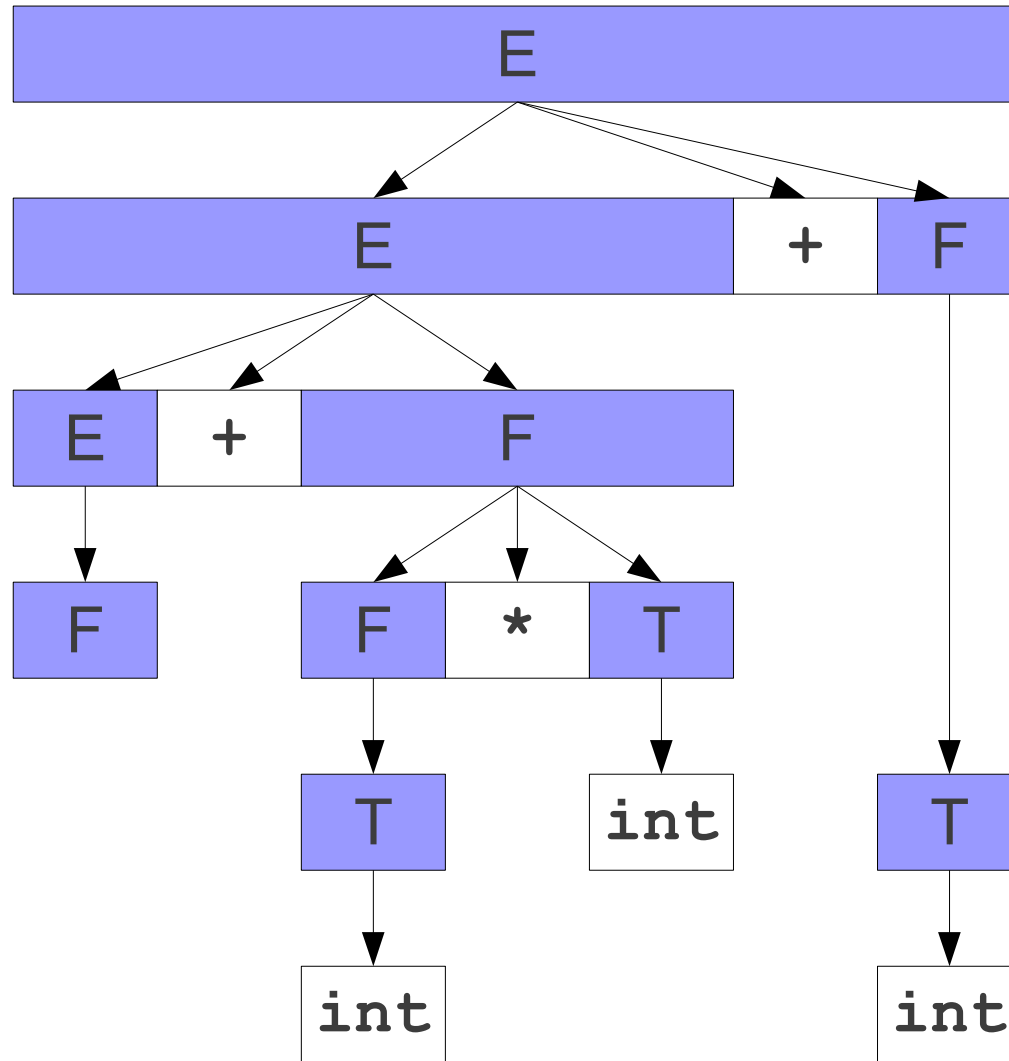 E
E + F
E + F
F F * T
T int T
int int